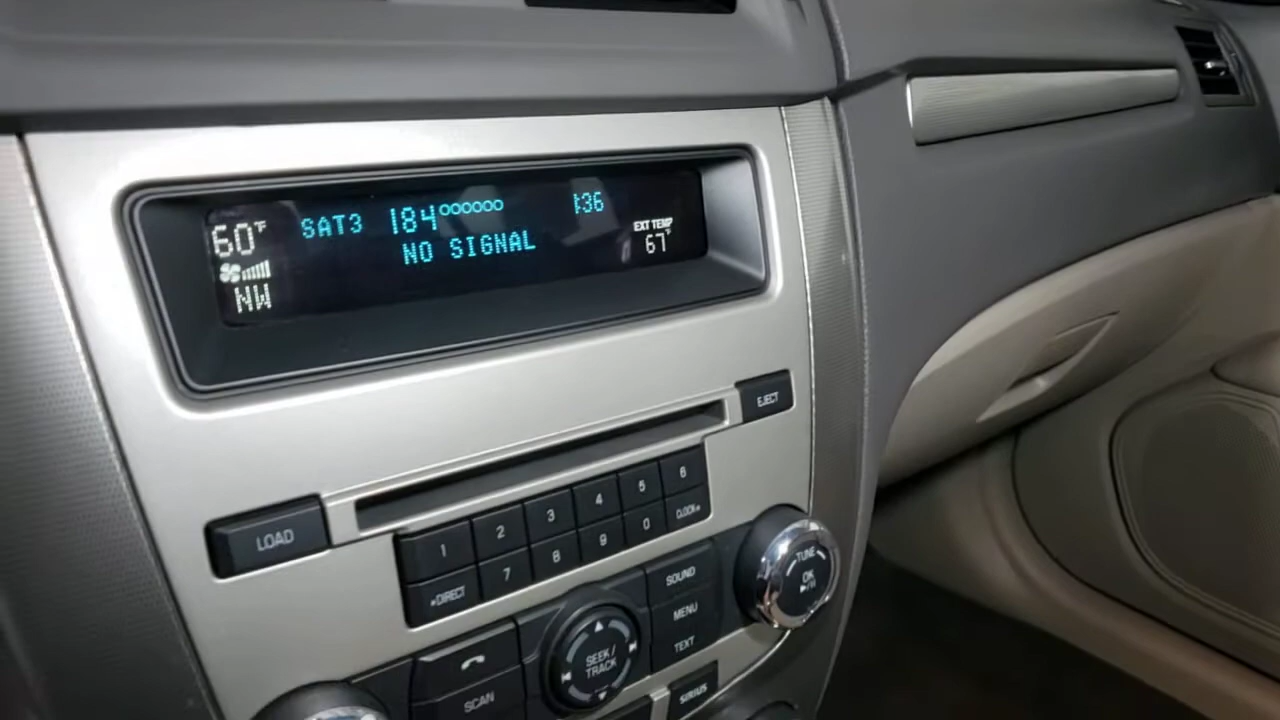 60°F
SAT3 184 1:36
NO SIGNAL
EXT TEMP
67°
NW
EJECT
LOAD
1 2 3 4 5 6
DIRECT 7 8 9 0 CLOCK
SOUND
MENU
TEXT
TUNE
OK
SEEK/
TRACK
SCAN
SIRIUS